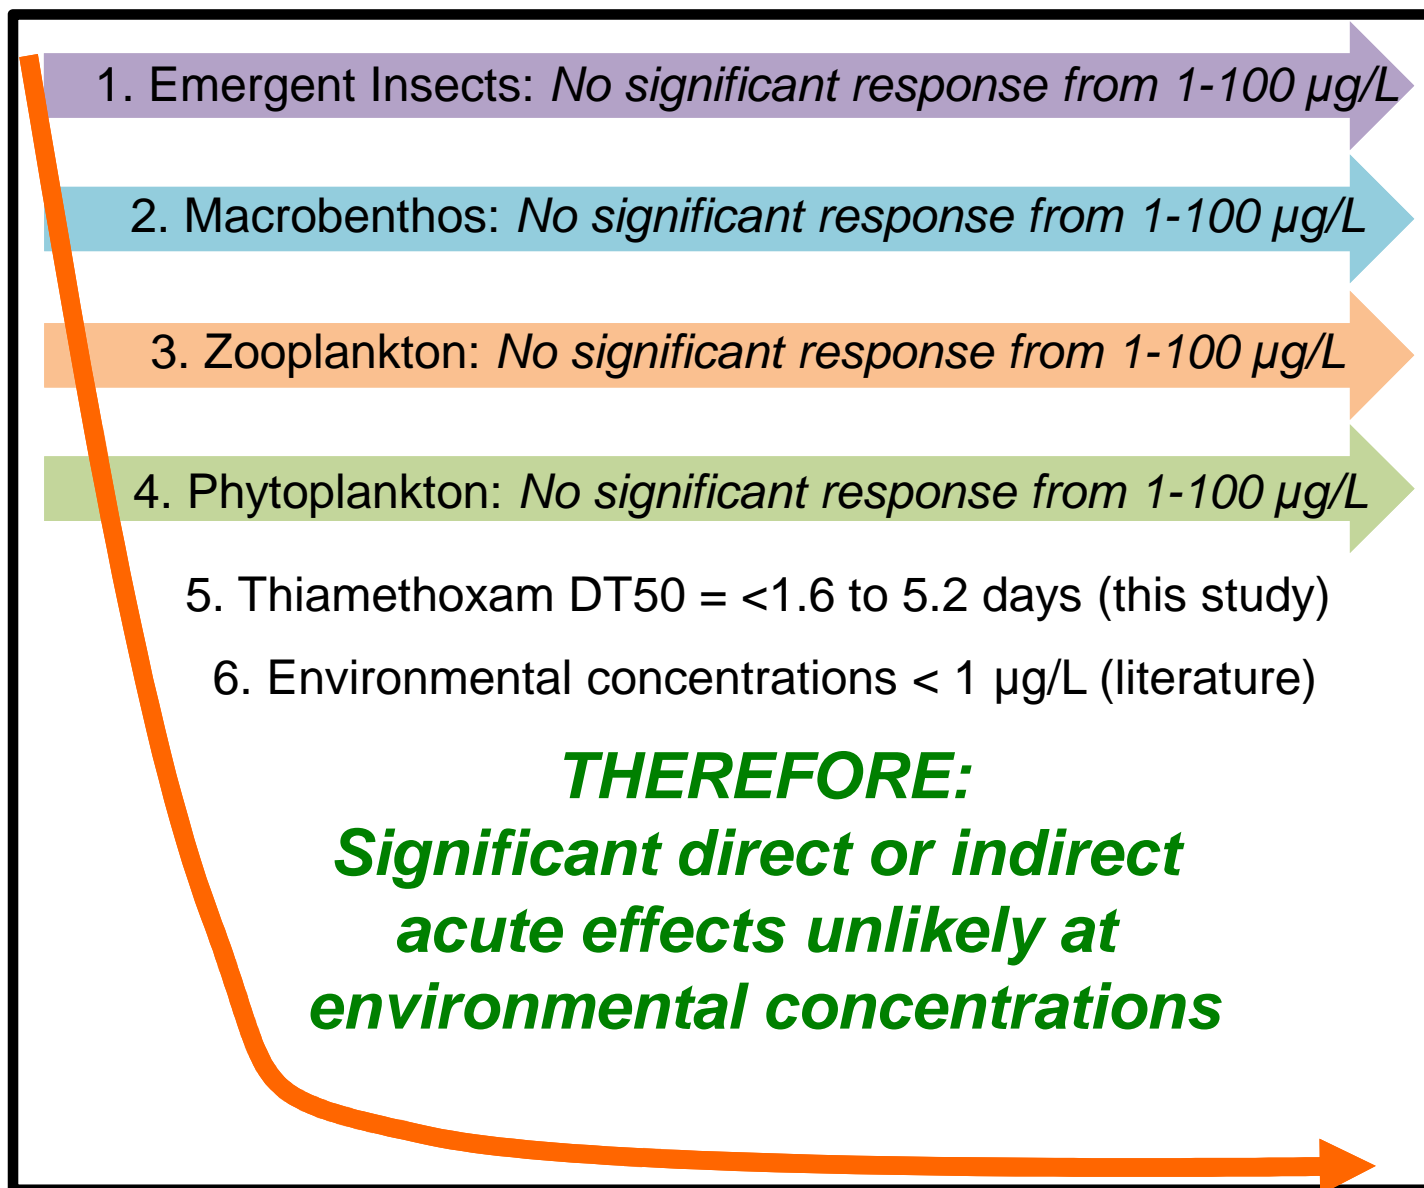 1. Emergent Insects: No significant response from 1-100 µg/L
2. Macrobenthos: No significant response from 1-100 µg/L
3. Zooplankton: No significant response from 1-100 µg/L
4. Phytoplankton: No significant response from 1-100 µg/L
5. Thiamethoxam DT50 = <1.6 to 5.2 days (this study)
6. Environmental concentrations < 1 µg/L (literature)
THEREFORE:
Significant direct or indirect
acute effects unlikely at
environmental concentrations